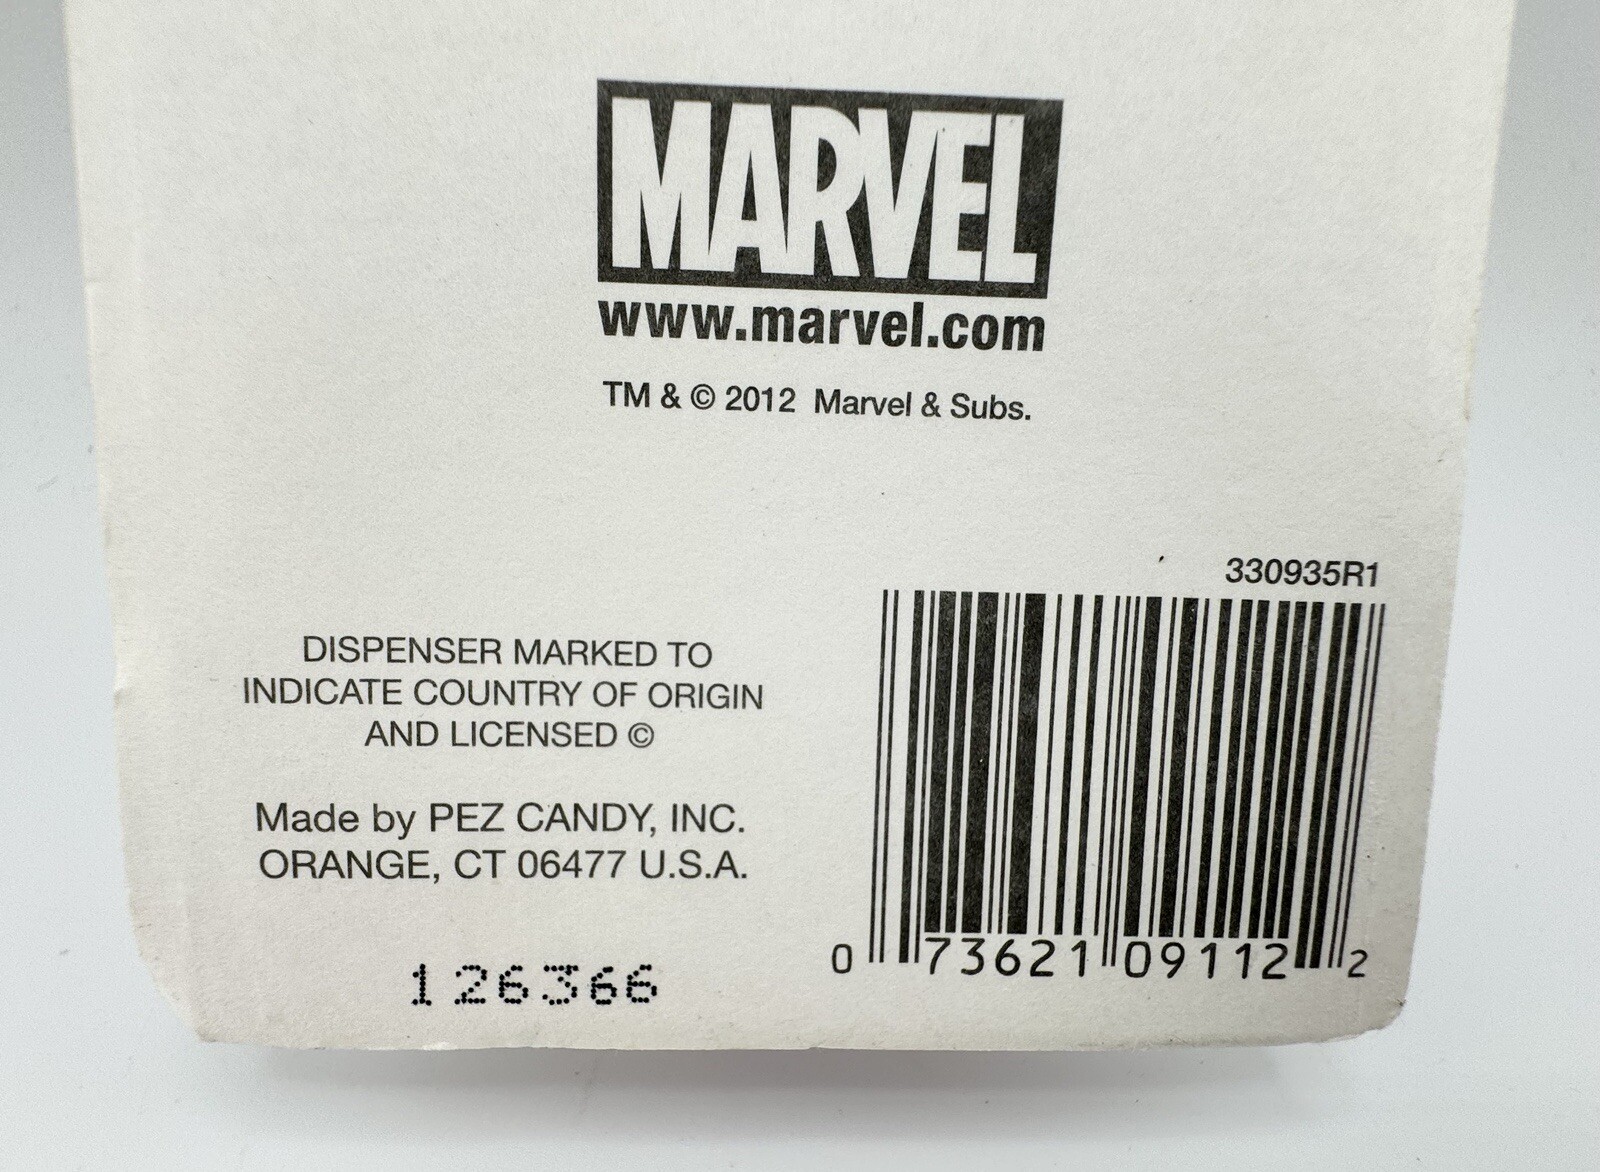 MARVEL
www.marvel.com
TM & © 2012 Marvel & Subs.
330935R1
DISPENSER MARKED TO
INDICATE COUNTRY OF ORIGIN
AND LICENSED ©
Made by PEZ CANDY, INC.
ORANGE, CT 06477 U.S.A.
0 73621 09112 2
126366